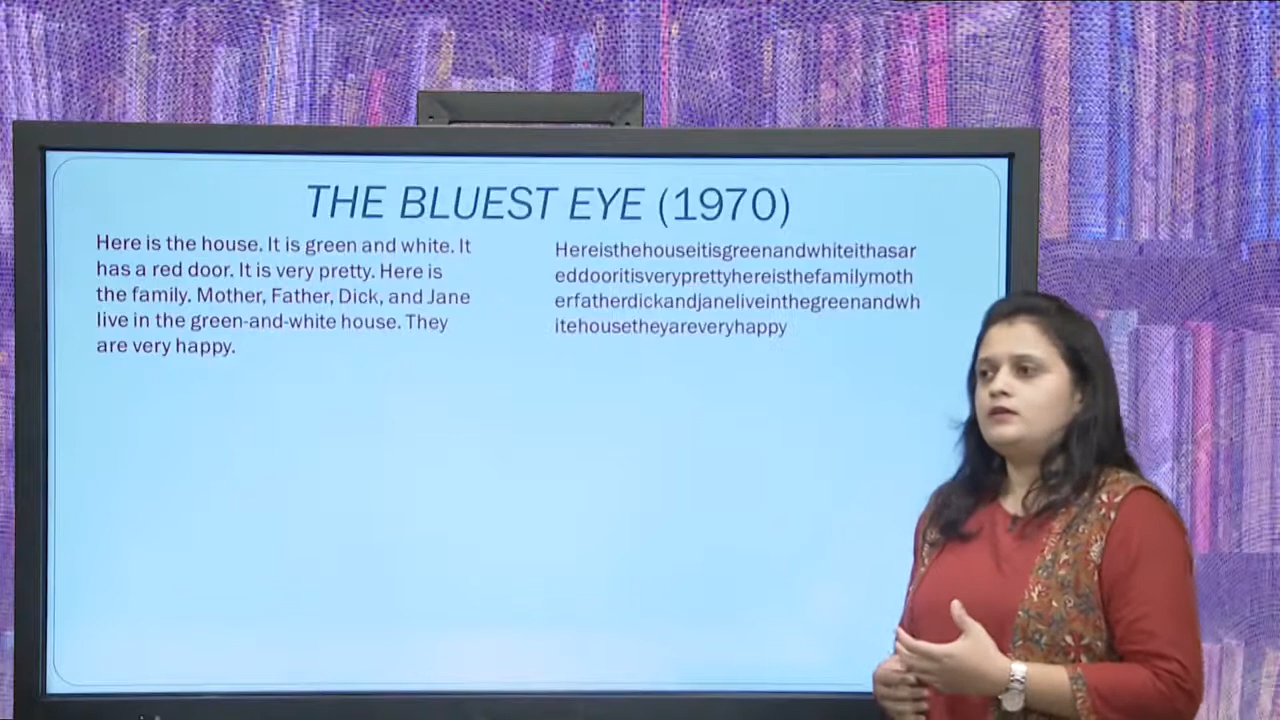 THE BLUEST EYE (1970)
Here is the house. It is green and white. It
has a red door. It is very pretty. Here is
the family. Mother, Father, Dick, and Jane
live in the green-and-white house. They
are very happy.
Hereisthehouseitisgreenandwhiteithasar
eddooritisveryprettyhereisthefamilymoth
erfatherdickandjaneliveinthegreenandwh
itehousetheyareveryhappy